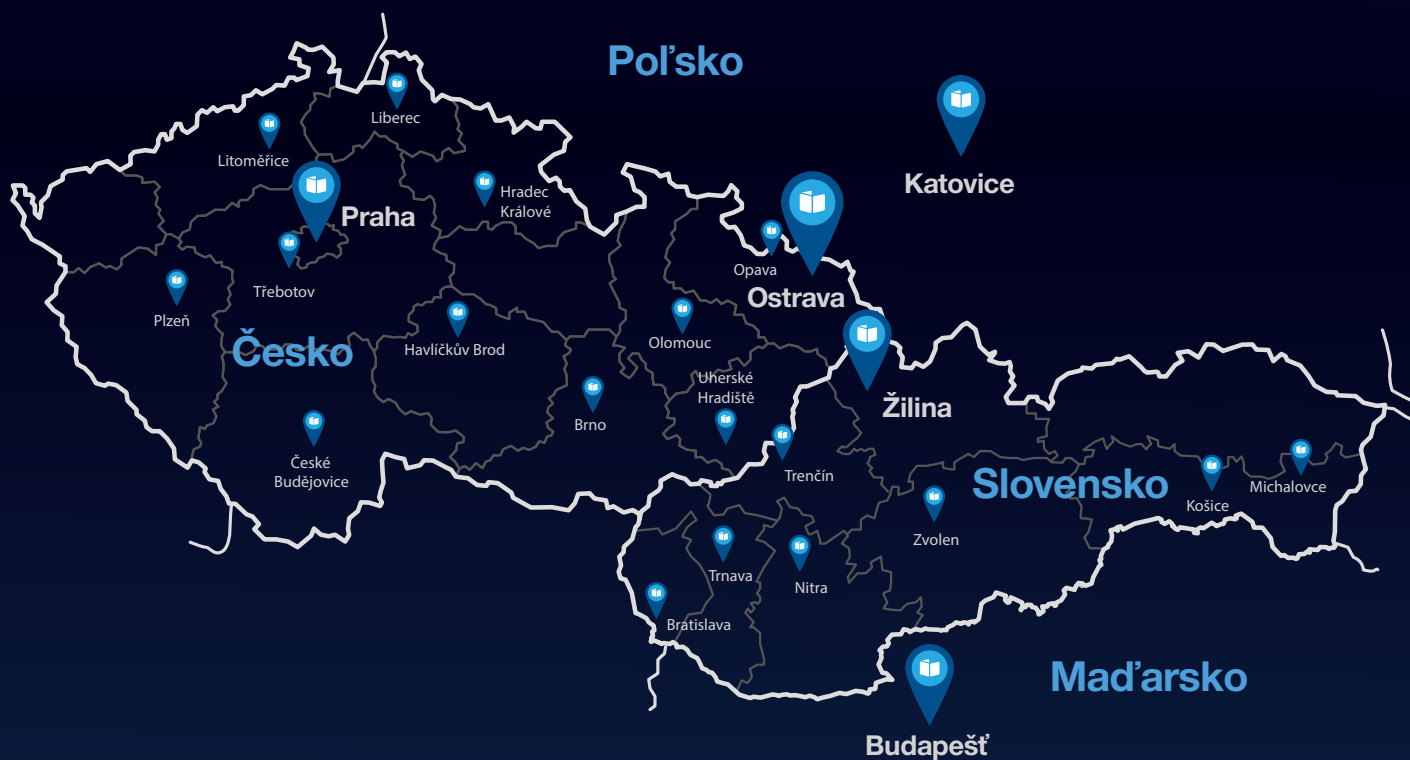 Poľsko
Liberec
Litoměřice
Katovice
Hradec
Králové
Praha
Opava
Třebotov
Ostrava
Plzeň
Olomouc
Havlíčkův Brod
Česko
Uherské
Hradiště
Žilina
Brno
České
Budějovice
Trenčín
Slovensko
Michalovce
Košice
Zvolen
Trnava
Nitra
Bratislava
Maďarsko
Budapešť